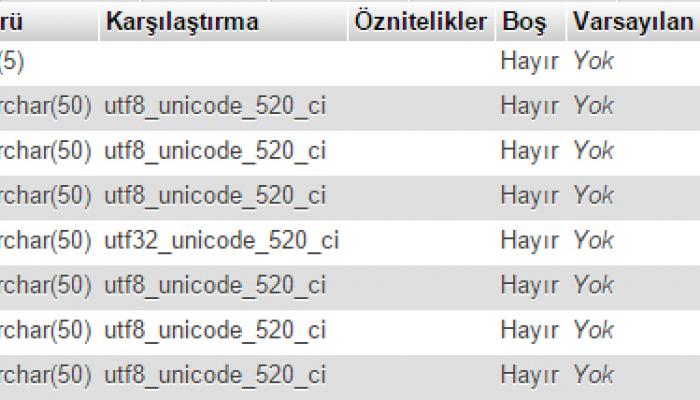 rü Karşılaştırma Öznitelikler Boş Varsayılan
(5) Hayır Yok
rchar(50) utf8_unicode_520_ci Hayır Yok
rchar(50) utf8_unicode_520_ci Hayır Yok
rchar(50) utf8_unicode_520_ci Hayır Yok
rchar(50) utf32_unicode_520_ci Hayır Yok
rchar(50) utf8_unicode_520_ci Hayır Yok
rchar(50) utf8_unicode_520_ci Hayır Yok
rchar(50) utf8_unicode_520_ci Hayır Yok